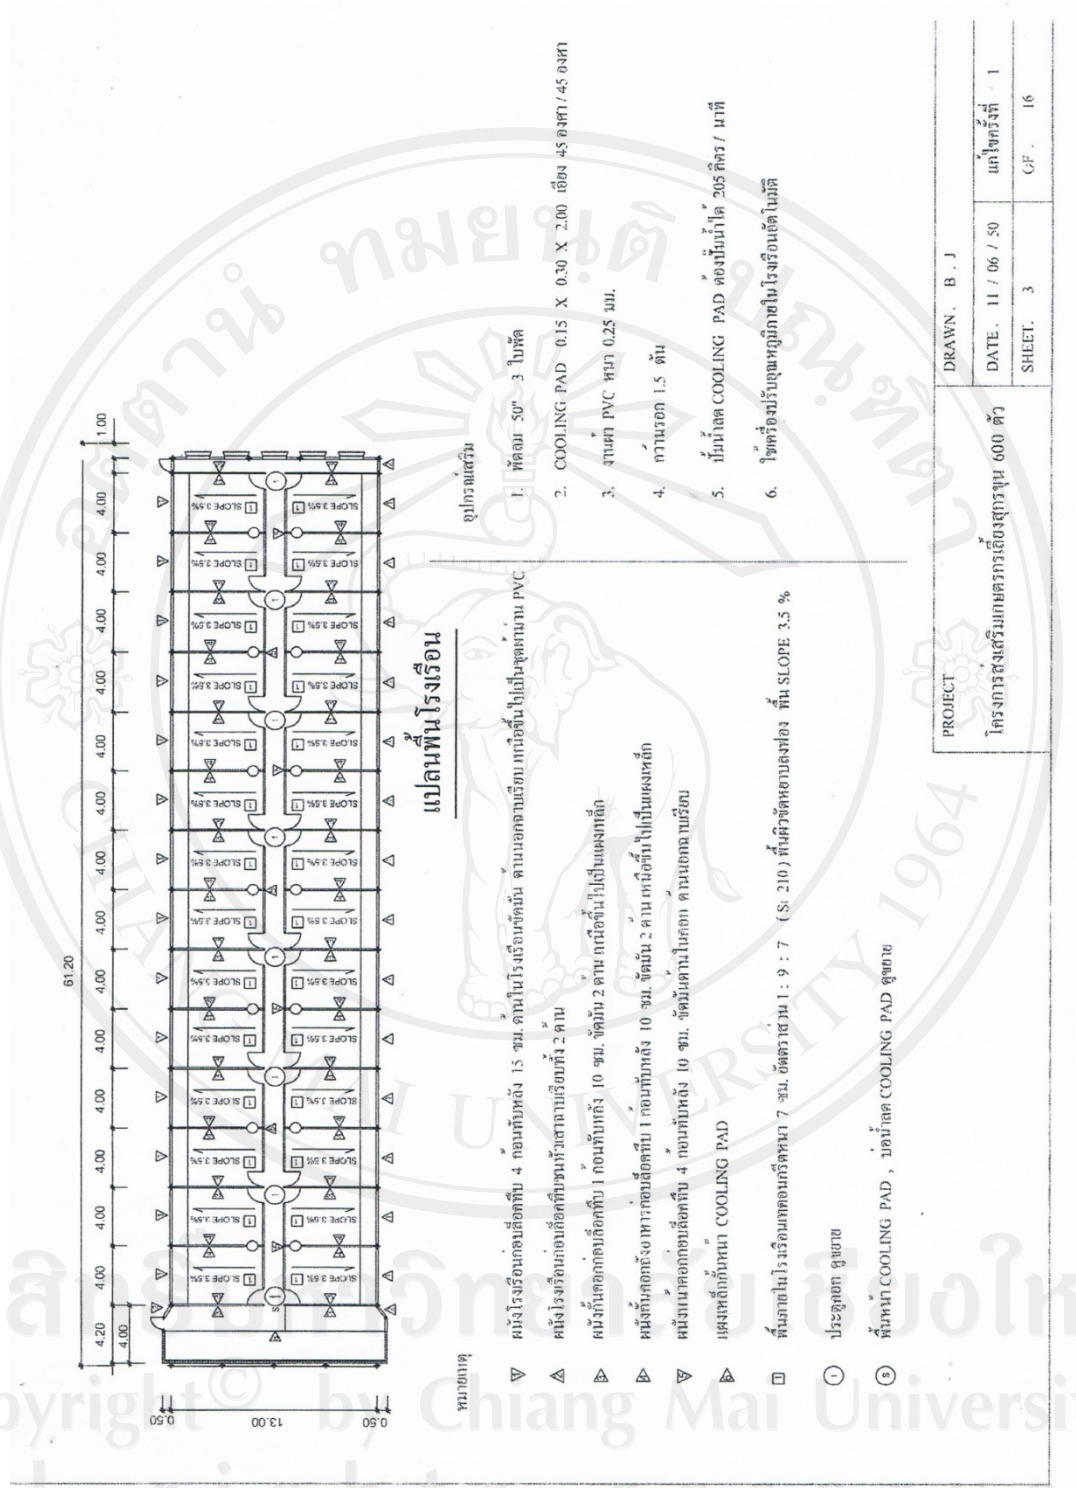 61.20
4.20 4.00 4.00 4.00 4.00 4.00 4.00 4.00 4.00 4.00 4.00 4.00 4.00 4.00 4.00 1.00
4.00
0.50
13.00
0.50
SLOPE 3.5%
แปลนพื้นโรงเรือน
หมายเหตุ
ผนังโรงเรือนก่อบล๊อคทึบ 4 ก้อนทับหลัง 15 ซม. ด้านในโรงเรือนขัดมัน ด้านนอกฉาบเรียบ เหนือขึ้นไปเป็นชุดผ้าม่าน PVC
ผนังโรงเรือนก่อบล๊อคทึบชนหัวเสาฉาบเรียบทั้ง 2 ด้าน
ผนังกั้นคอกก่อบล๊อคทึบ 1 ก้อนทับหลัง 10 ซม. ขัดมัน 2 ด้าน เหนือขึ้นไปเป็นแผงเหล็ก
ผนังกั้นคอกถังอาหารก่อบล๊อคทึบ 1 ก้อนทับหลัง 10 ซม. ขัดมัน 2 ด้าน เหนือขึ้นไปเป็นแผงเหล็ก
ผนังหน้าคอกก่อบล๊อคทึบ 4 ก้อนทับหลัง 10 ซม. ขัดมันด้านในคอก ด้านนอกฉาบเรียบ
แผงเหล็กกั้นหน้า COOLING PAD
1 พื้นภายในโรงเรือนเทคอนกรีตหนา 7 ซม. อัตตราส่วน 1 : 9 : 7 ( St 210 ) พื้นผิวขัดหยาบลงฟอง พื้น SLOPE 3.5 %
1 ประตูคอก ดูขยาย
S พื้นหน้า COOLING PAD , บ่อน้ำลด COOLING PAD ดูขยาย
อุปกรณ์เสริม
1. พัดลม 50" 3 ใบพัด
2. COOLING PAD 0.15 X 0.30 X 2.00 เอียง 45 องศา / 45 องศา
3. งานผ้า PVC หนา 0.25 มม.
4. กว้านรอก 1.5 ตัน
5. ปั๊มน้ำลด COOLING PAD ต้องปั๊มน้ำได้ 205 ลิตร / นาที
6. ใช้เครื่องปรับอุณหภูมิภายในโรงเรือนอัตโนมัติ
PROJECT
โครงการส่งเสริมเกษตรกรเลี้ยงสุกรขุน 600 ตัว
DRAWN. B . J
DATE. 11 / 06 / 50 แก้ไขครั้งที่ 1
SHEET. 3 OF. 16
CHIANG MAI UNIVERSITY 1964
Copyright © by Chiang Mai University